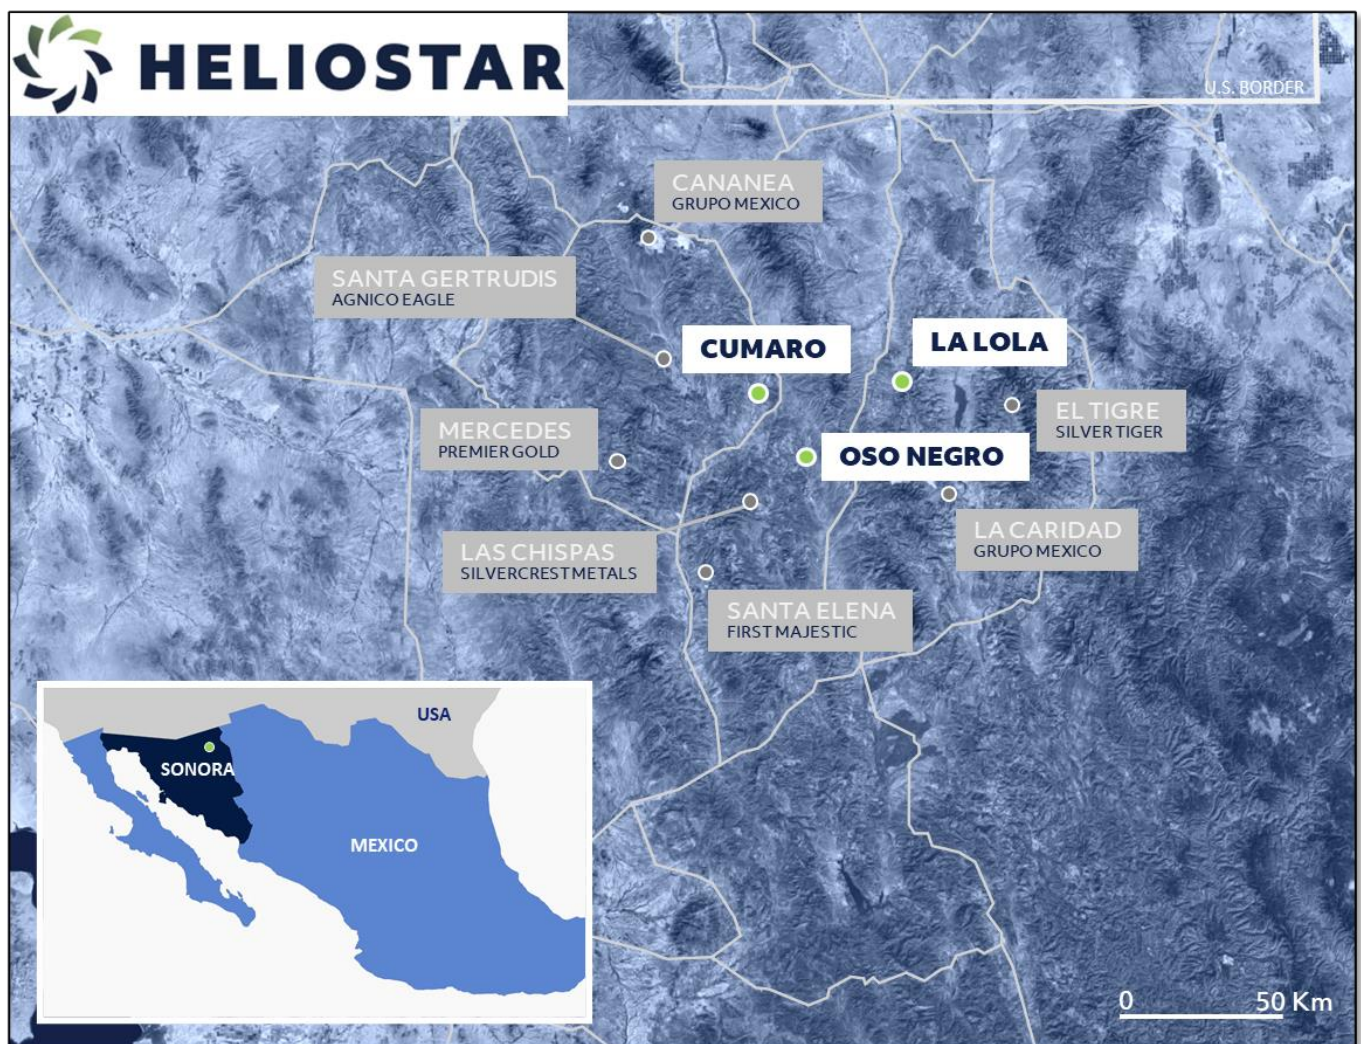 HELIOSTAR
U.S. BORDER
CANANEA
GRUPO MEXICO
SANTA GERTRUDIS
AGNICO EAGLE
CUMARO
LA LOLA
EL TIGRE
SILVER TIGER
MERCEDES
PREMIER GOLD
OSO NEGRO
LA CARIDAD
GRUPO MEXICO
LAS CHISPAS
SILVERCREST METALS
SANTA ELENA
FIRST MAJESTIC
USA
SONORA
MEXICO
0 50 Km